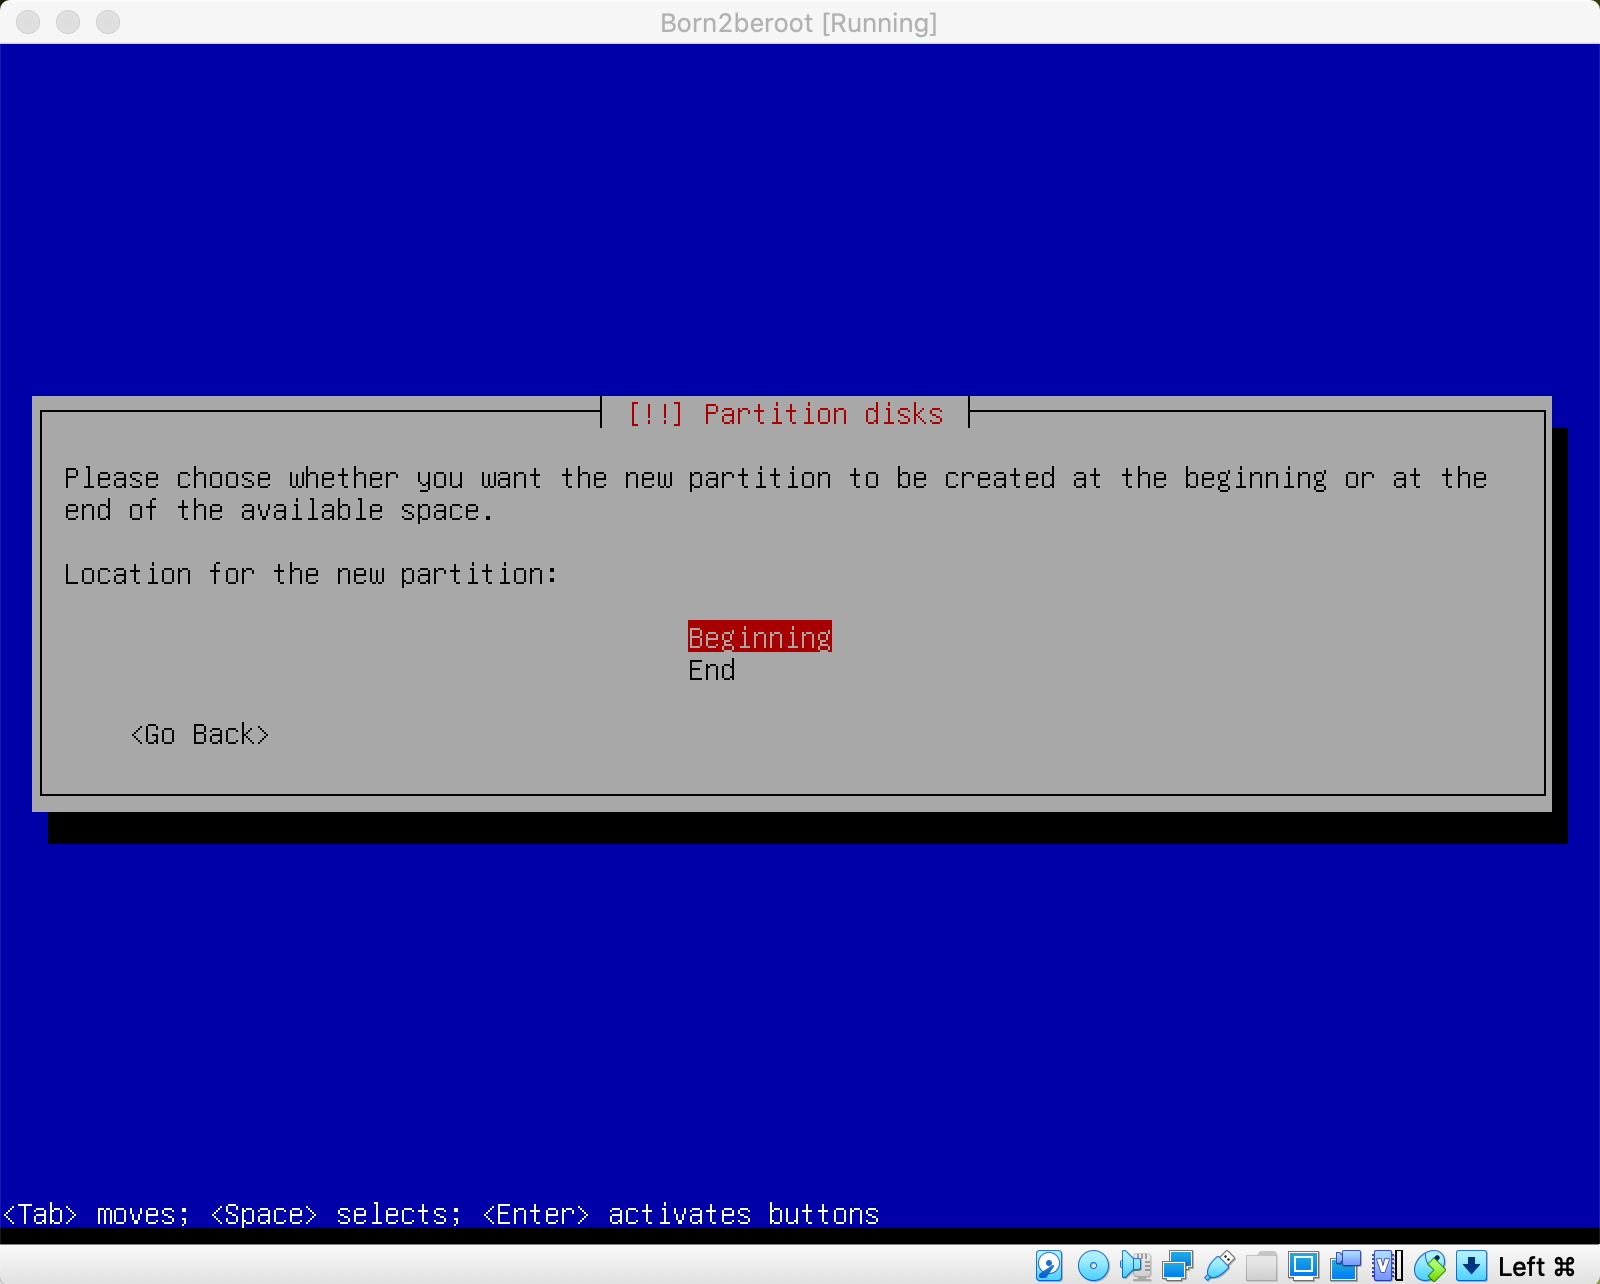 Born2beroot [Running]
[!!] Partition disks
Please choose whether you want the new partition to be created at the beginning or at the
end of the available space.
Location for the new partition:
Beginning
End
<Go Back>
<Tab> moves; <Space> selects; <Enter> activates buttons
Left ⌘